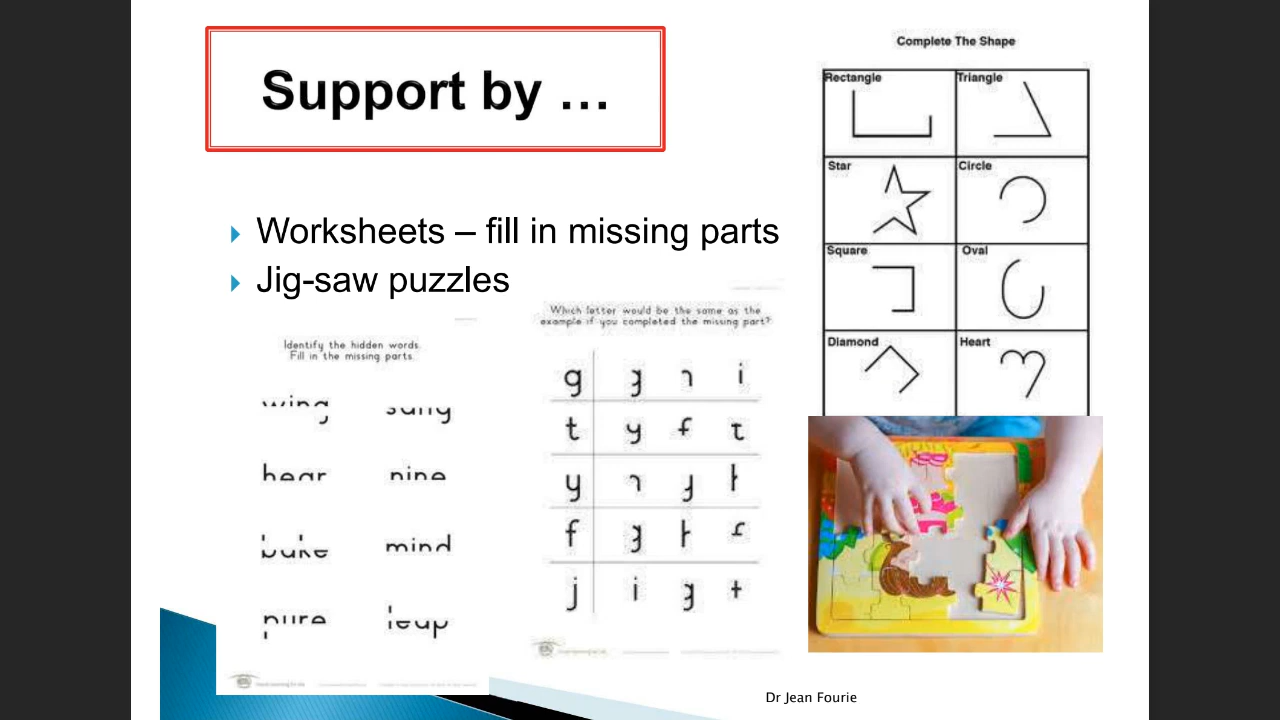 Support by …
Worksheets – fill in missing parts
Jig-saw puzzles
Identify the hidden words.
Fill in the missing parts.
wing
hear nine
bake mind
pure leap
Which letter would be the same as the
example if you completed the missing part?
g
t
y
f
j
Complete The Shape
Rectangle Triangle
Star Circle
Square Oval
Diamond Heart
Dr Jean Fourie